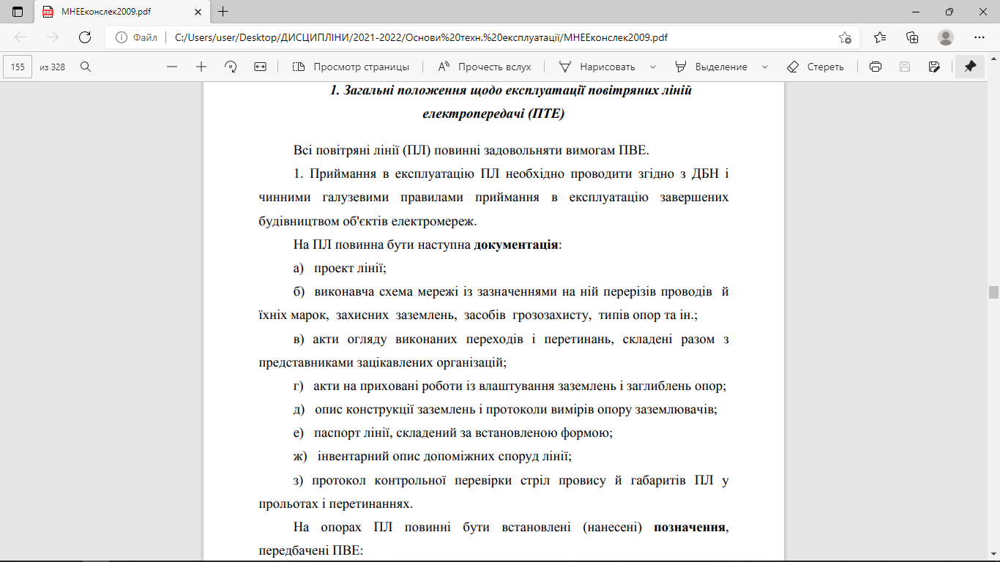 МНЕЕконслек2009.pdf
Файл
C:/Users/user/Desktop/ДИСЦИПЛІНИ/2021-2022/Основи%20техн.%20експлуатації/МНЕЕконслек2009.pdf
155 из 328 Просмотр страницы Прочесть вслух Нарисовать Выделение Стереть
1. Загальні положення щодо експлуатації повітряних ліній
електропередачі (ПТЕ)
Всі повітряні лінії (ПЛ) повинні задовольняти вимогам ПВЕ.
1. Приймання в експлуатацію ПЛ необхідно проводити згідно з ДБН і
чинними галузевими правилами приймання в експлуатацію завершених
будівництвом об'єктів електромереж.
На ПЛ повинна бути наступна документація:
а) проект лінії;
б) виконавча схема мережі із зазначеннями на ній перерізів проводів й
їхніх марок, захисних заземлень, засобів грозозахисту, типів опор та ін.;
в) акти огляду виконаних переходів і перетинань, складені разом з
представниками зацікавлених організацій;
г) акти на приховані роботи із влаштування заземлень і заглиблень опор;
д) опис конструкції заземлень і протоколи вимірів опору заземлювачів;
е) паспорт лінії, складений за встановленою формою;
ж) інвентарний опис допоміжних споруд лінії;
з) протокол контрольної перевірки стріл провису й габаритів ПЛ у
прольотах і перетинаннях.
На опорах ПЛ повинні бути встановлені (нанесені) позначення,
передбачені ПВЕ: